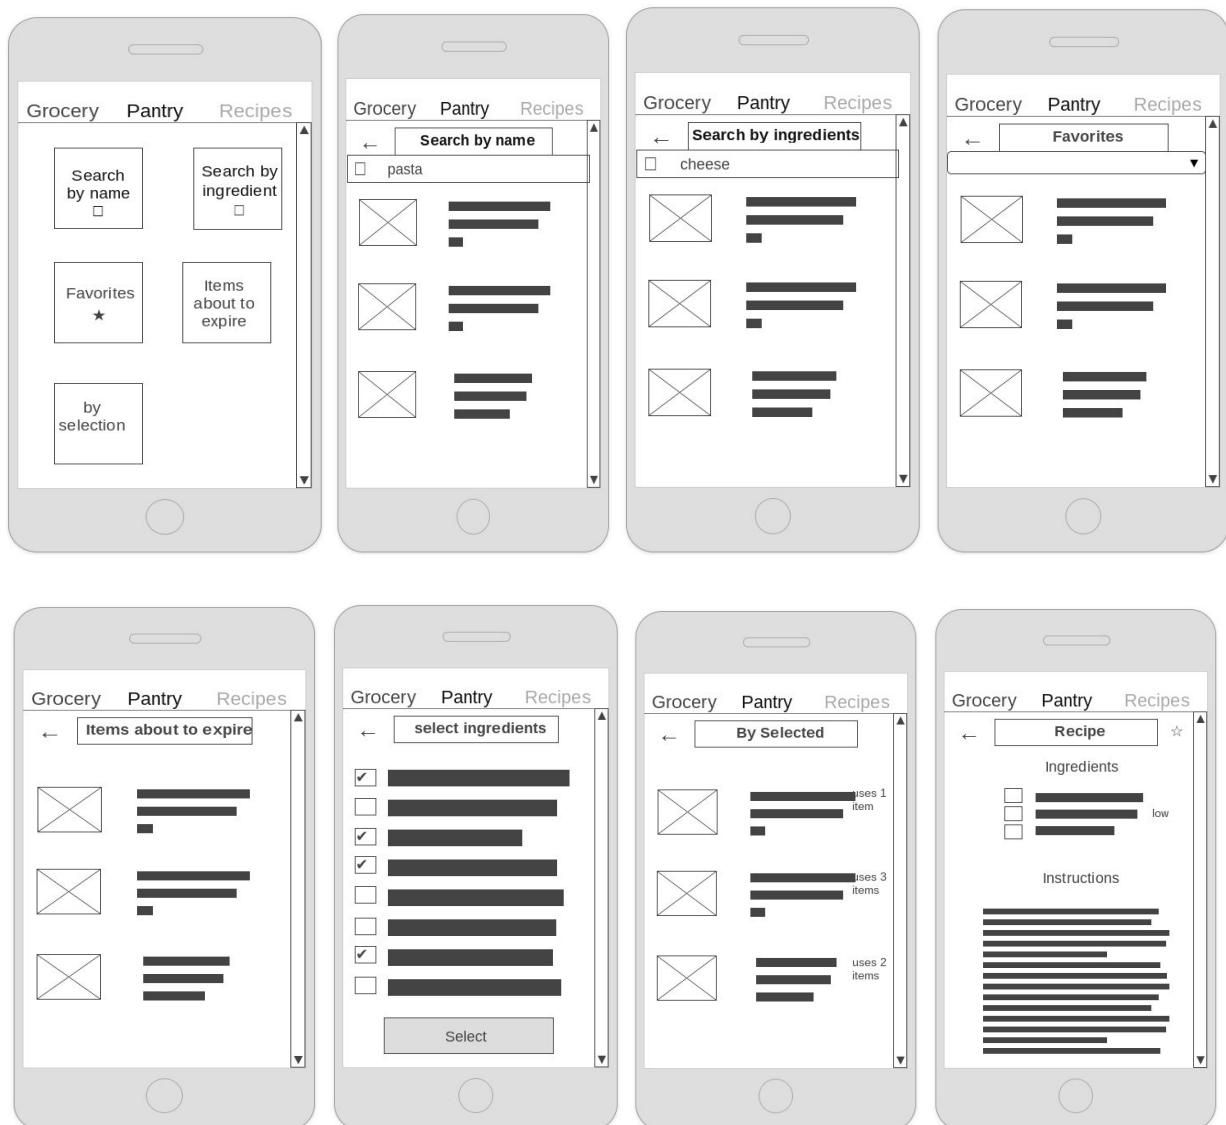 Grocery Pantry Recipes
Search
by name
Search by
ingredient
Favorites
★
Items
about to
expire
by
selection
Grocery Pantry Recipes
← Search by name
pasta
Grocery Pantry Recipes
← Search by ingredients
cheese
Grocery Pantry Recipes
← Favorites
Grocery Pantry Recipes
← Items about to expire
Grocery Pantry Recipes
← select ingredients
Select
Grocery Pantry Recipes
← By Selected
uses 1
item
uses 3
items
uses 2
items
Grocery Pantry Recipes
← Recipe ☆
Ingredients
low
Instructions